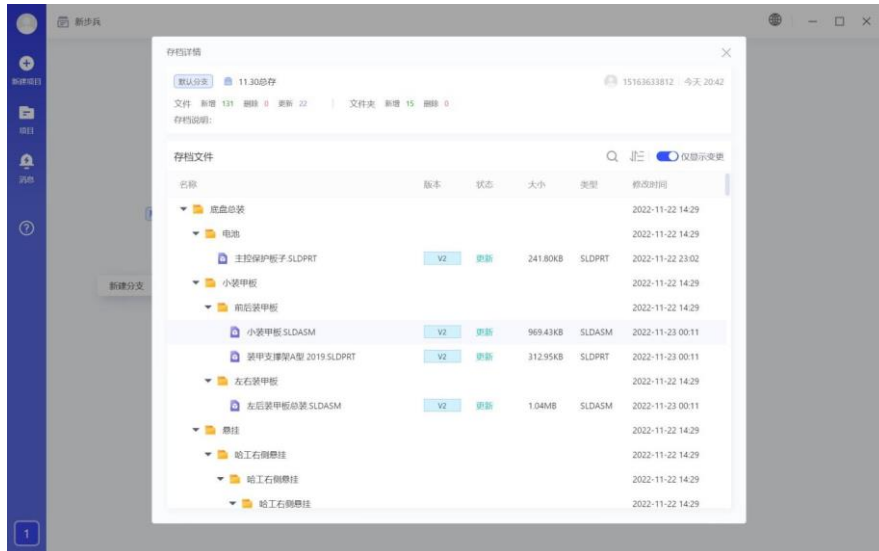 新步兵
新建项目
项目
消息
新建分支
1
存档详情
默认分支 11.30总存 15163633812 今天 20:42
文件 新增 131 删除 0 更新 22 文件夹 新增 15 删除 0
存档说明:
存档文件 仅显示变更
名称 版本 状态 大小 类型 修改时间
底盘总装 2022-11-22 14:29
电池 2022-11-22 14:29
主控保护板子.SLDPRT V2 更新 241.80KB SLDPRT 2022-11-22 23:02
小装甲板 2022-11-22 14:29
前后装甲板 2022-11-22 14:29
小装甲板.SLDASM V2 更新 969.43KB SLDASM 2022-11-23 00:11
装甲支撑架A型 2019.SLDPRT V2 更新 312.95KB SLDPRT 2022-11-23 00:11
左右装甲板 2022-11-22 14:29
左后装甲板总装.SLDASM V2 更新 1.04MB SLDASM 2022-11-23 00:11
悬挂 2022-11-22 14:29
哈工右侧悬挂 2022-11-22 14:29
哈工右侧悬挂 2022-11-22 14:29
哈工右侧悬挂 2022-11-22 14:29